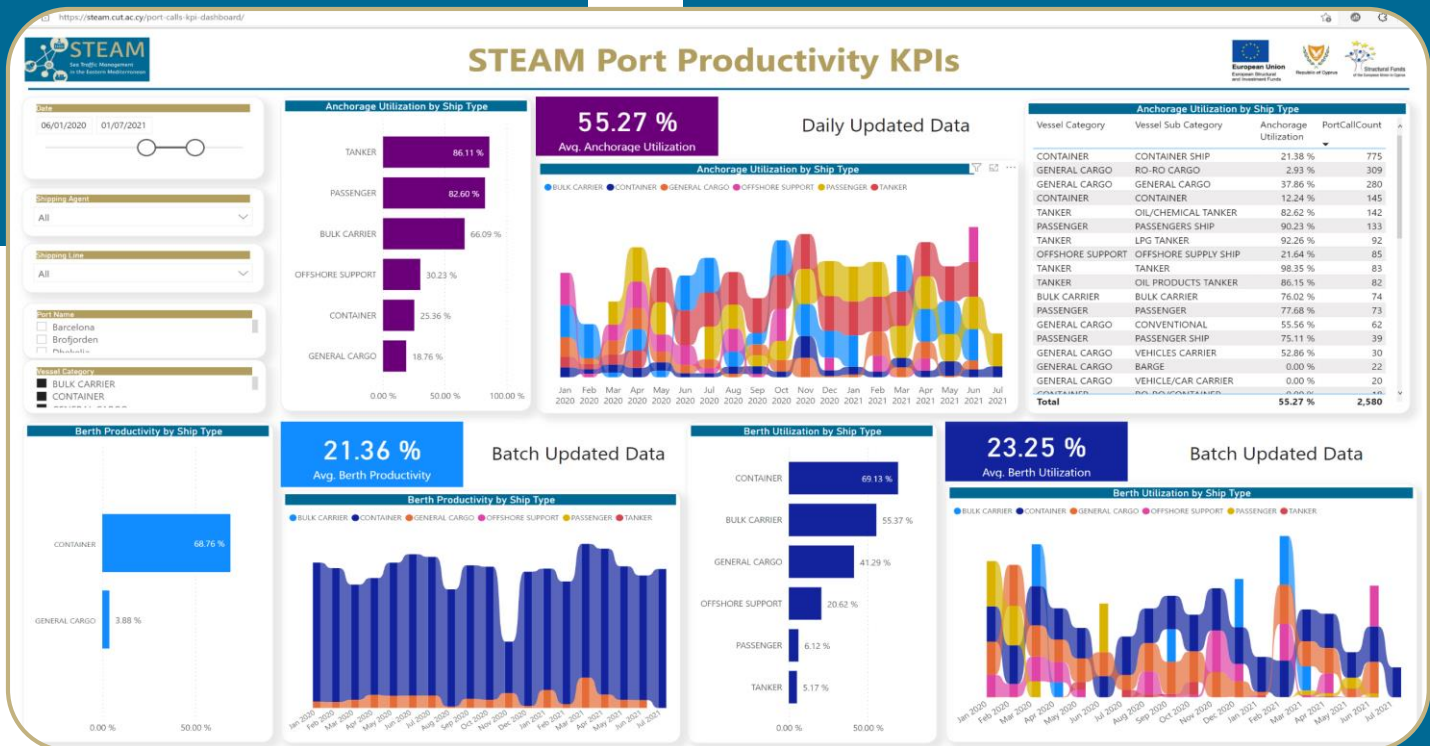 https://steam.cut.ac.cy/port-calls-kpi-dashboard/
STEAM
Sea Traffic Management
in the Eastern Mediterranean
STEAM Port Productivity KPIs
European Union
European Structural
and Investment Funds
Republic of Cyprus
Structural Funds
of the European Union in Cyprus
Date
06/01/2020 01/07/2021
Shipping Agent
All
Shipping Line
All
Port Name
Barcelona
Brofjorden
Vessel Category
BULK CARRIER
CONTAINER
Anchorage Utilization by Ship Type
TANKER 86.11 %
PASSENGER 82.60 %
BULK CARRIER 66.09 %
OFFSHORE SUPPORT 30.23 %
CONTAINER 25.36 %
GENERAL CARGO 18.76 %
0.00 % 50.00 % 100.00 %
55.27 %
Avg. Anchorage Utilization
Daily Updated Data
Anchorage Utilization by Ship Type
BULK CARRIER CONTAINER GENERAL CARGO OFFSHORE SUPPORT PASSENGER TANKER
Jan Feb Mar Apr May Jun Jul Aug Sep Oct Nov Dec Jan Feb Mar Apr May Jun Jul
2020 2020 2020 2020 2020 2020 2020 2020 2020 2020 2020 2020 2021 2021 2021 2021 2021 2021 2021
Anchorage Utilization by Ship Type
Vessel Category Vessel Sub Category Anchorage PortCallCount
Utilization
CONTAINER CONTAINER SHIP 21.38 % 775
GENERAL CARGO RO-RO CARGO 2.93 % 309
GENERAL CARGO GENERAL CARGO 37.86 % 280
CONTAINER CONTAINER 12.24 % 145
TANKER OIL/CHEMICAL TANKER 82.62 % 142
PASSENGER PASSENGERS SHIP 90.23 % 133
TANKER LPG TANKER 92.26 % 92
OFFSHORE SUPPORT OFFSHORE SUPPLY SHIP 21.64 % 85
TANKER TANKER 98.35 % 83
TANKER OIL PRODUCTS TANKER 86.15 % 82
BULK CARRIER BULK CARRIER 76.02 % 74
PASSENGER PASSENGER 77.68 % 73
GENERAL CARGO CONVENTIONAL 55.56 % 62
PASSENGER PASSENGER SHIP 75.11 % 39
GENERAL CARGO VEHICLES CARRIER 52.86 % 30
GENERAL CARGO BARGE 0.00 % 22
GENERAL CARGO VEHICLE/CAR CARRIER 0.00 % 20
Total 55.27 % 2,580
Berth Productivity by Ship Type
CONTAINER 68.76 %
GENERAL CARGO 3.88 %
0.00 % 50.00 %
21.36 %
Avg. Berth Productivity
Batch Updated Data
Berth Productivity by Ship Type
BULK CARRIER CONTAINER GENERAL CARGO OFFSHORE SUPPORT PASSENGER TANKER
Jan 2020 Feb 2020 Mar 2020 Apr 2020 May 2020 Jun 2020 Jul 2020 Aug 2020 Sep 2020 Oct 2020 Nov 2020 Dec 2020 Jan 2021 Feb 2021 Mar 2021 Apr 2021 May 2021 Jun 2021 Jul 2021
Berth Utilization by Ship Type
CONTAINER 69.13 %
BULK CARRIER 55.37 %
GENERAL CARGO 41.29 %
OFFSHORE SUPPORT 20.62 %
PASSENGER 6.12 %
TANKER 5.17 %
0.00 % 50.00 %
23.25 %
Avg. Berth Utilization
Batch Updated Data
Berth Utilization by Ship Type
BULK CARRIER CONTAINER GENERAL CARGO OFFSHORE SUPPORT PASSENGER TANKER
Jan 2020 Feb 2020 Mar 2020 Apr 2020 May 2020 Jun 2020 Jul 2020 Aug 2020 Sep 2020 Oct 2020 Nov 2020 Dec 2020 Jan 2021 Feb 2021 Mar 2021 Apr 2021 May 2021 Jun 2021 Jul 2021